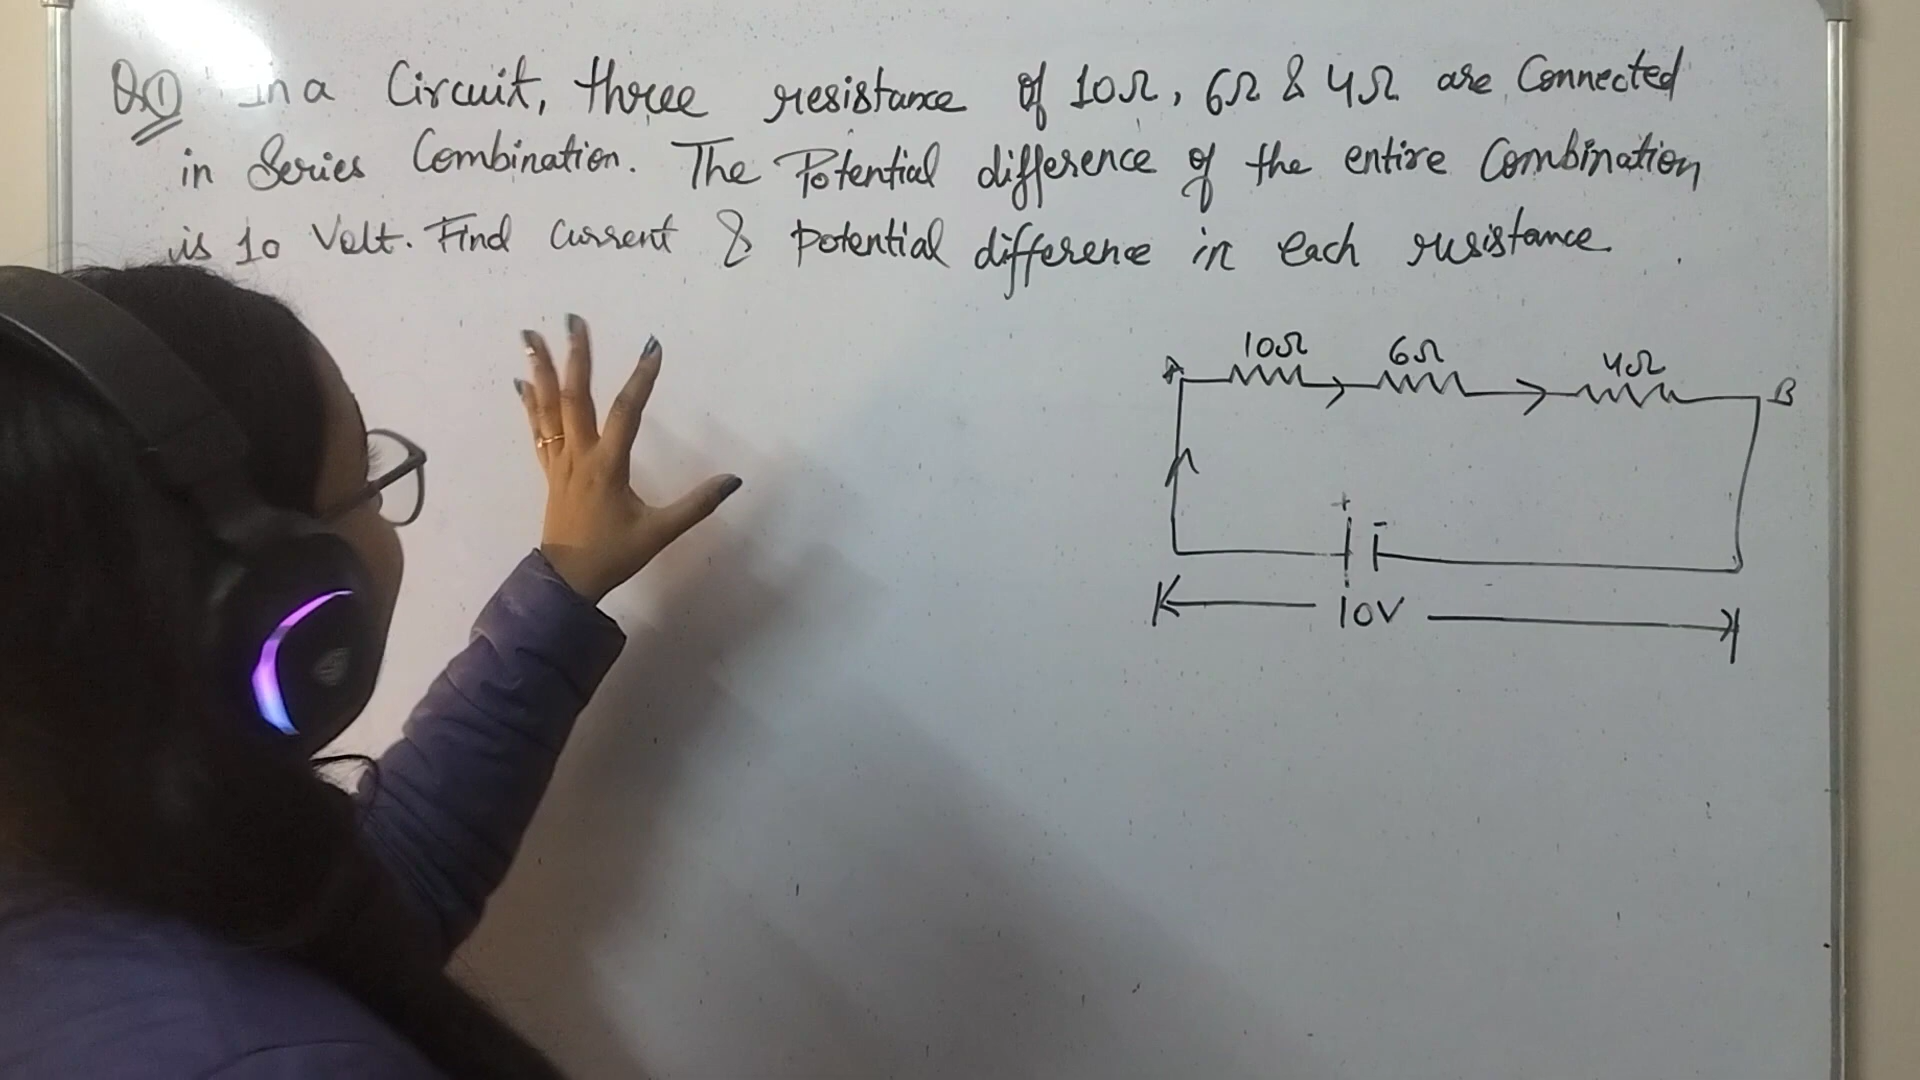 Q.① In a Circuit, three resistance of 10Ω, 6Ω & 4Ω are Connected
in Series Combination. The Potential difference of the entire Combination
is 10 Volt. Find Current & potential difference in each resistance.
10Ω 6Ω 4Ω
A B
+ -
10V